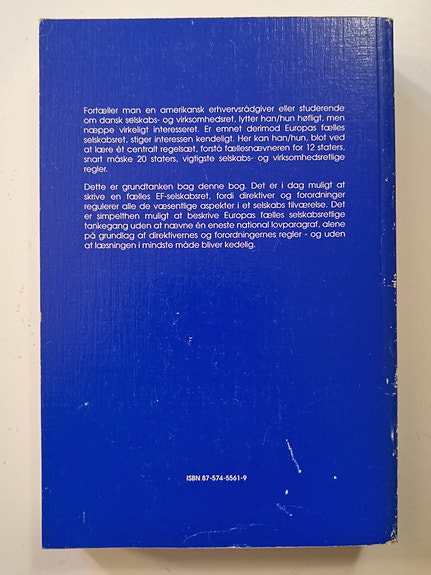 Fortæller man en amerikansk erhvervsrådgiver eller studerende
om dansk selskabs- og virksomhedsret, lytter han/hun høfligt, men
næppe virkeligt interesseret. Er emnet derimod Europas fælles
selskabsret, stiger interessen kendeligt. Her kan han/hun, blot ved
at lære ét centralt regelsæt, forstå fællesnævneren for 12 staters,
snart måske 20 staters, vigtigste selskabs- og virksomhedsretlige
regler.
Dette er grundtanken bag denne bog. Det er i dag muligt at
skrive en fælles EF-selskabsret, fordi direktiver og forordninger
regulerer alle de væsentlige aspekter i et selskabs tilværelse. Det
er simpelthen muligt at beskrive Europas fælles selskabsretlige
tankegang uden at nævne én eneste national lovparagraf, alene
på grundlag af direktivernes og forordningernes regler - og uden
at læsningen i mindste måde bliver kedelig.
ISBN 87-574-5561-9